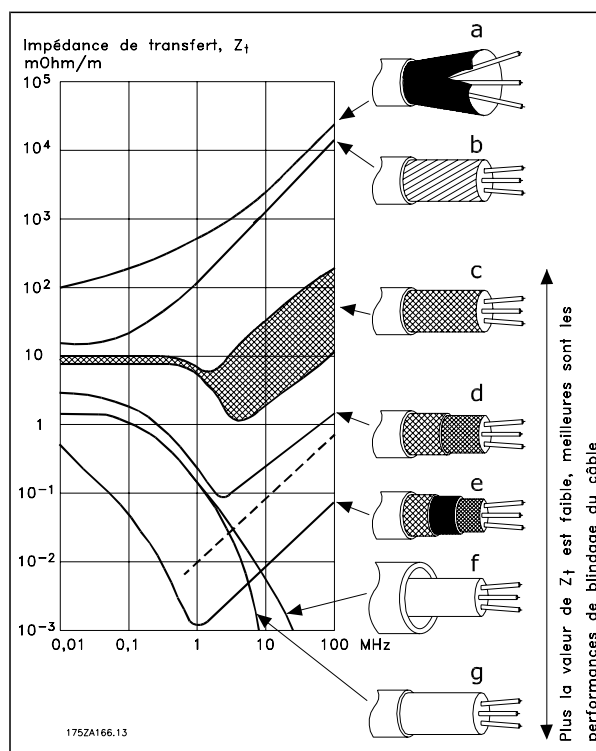 Impédance de transfert, Zt
mOhm/m
10⁵
10⁴
10³
10²
10
1
10⁻¹
10⁻²
10⁻³
0,01 0,1 1 10 100 MHz
a
b
c
d
e
f
g
Plus la valeur de Zt est faible, meilleures sont les
performances de blindage du câble
175ZA166.13